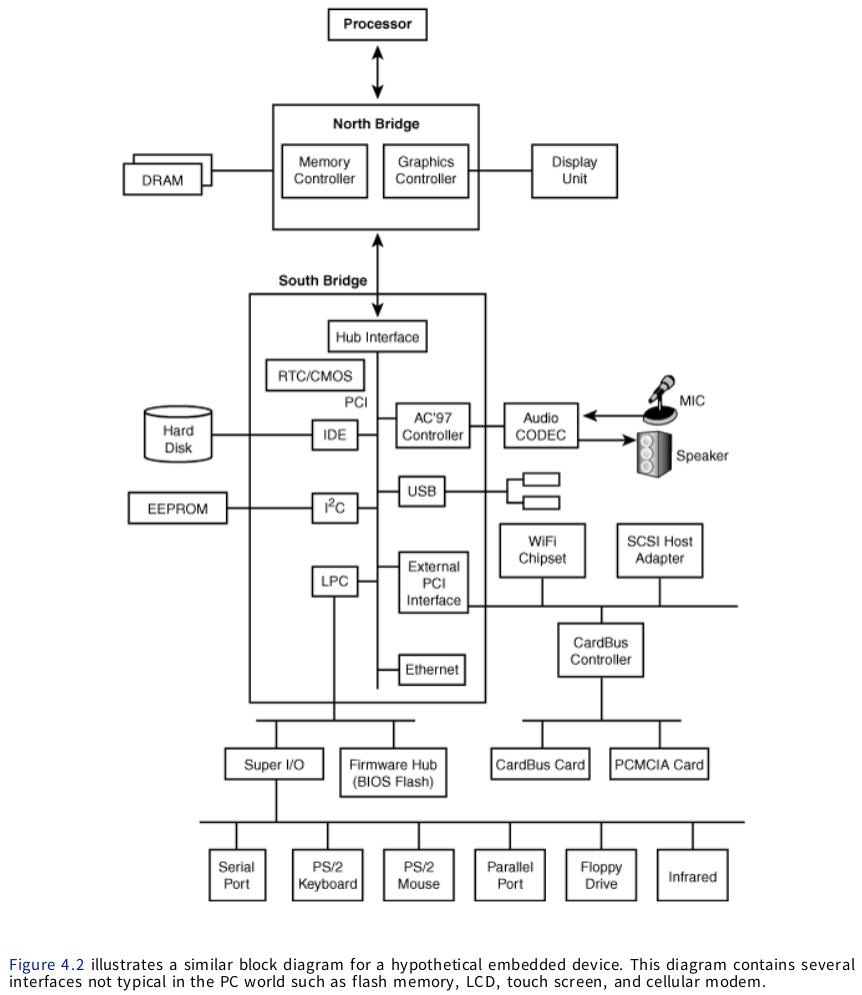 Processor
North Bridge
Memory
Controller
Graphics
Controller
DRAM
Display
Unit
South Bridge
Hub Interface
RTC/CMOS
PCI
Hard
Disk
IDE
AC'97
Controller
Audio
CODEC
MIC
Speaker
EEPROM
I²C
USB
WiFi
Chipset
SCSI Host
Adapter
LPC
External
PCI
Interface
CardBus
Controller
Ethernet
Super I/O
Firmware Hub
(BIOS Flash)
CardBus Card
PCMCIA Card
Serial
Port
PS/2
Keyboard
PS/2
Mouse
Parallel
Port
Floppy
Drive
Infrared
Figure 4.2 illustrates a similar block diagram for a hypothetical embedded device. This diagram contains several
interfaces not typical in the PC world such as flash memory, LCD, touch screen, and cellular modem.